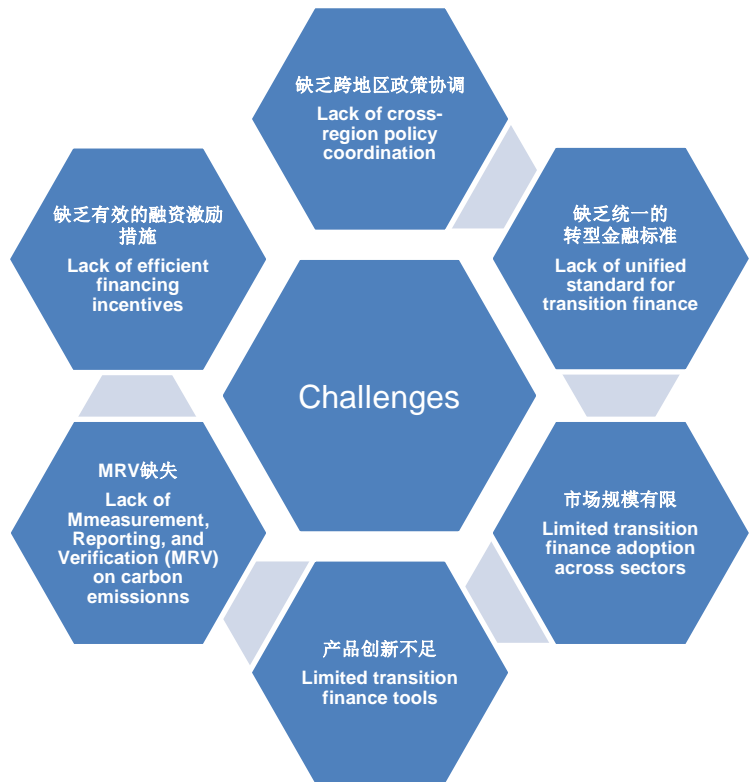 缺乏跨地区政策协调
Lack of cross-
region policy
coordination
缺乏统一的
转型金融标准
Lack of unified
standard for
transition finance
市场规模有限
Limited transition
finance adoption
across sectors
产品创新不足
Limited transition
finance tools
MRV缺失
Lack of
Mmeasurement,
Reporting, and
Verification (MRV)
on carbon
emissionns
缺乏有效的融资激励
措施
Lack of efficient
financing
incentives
Challenges